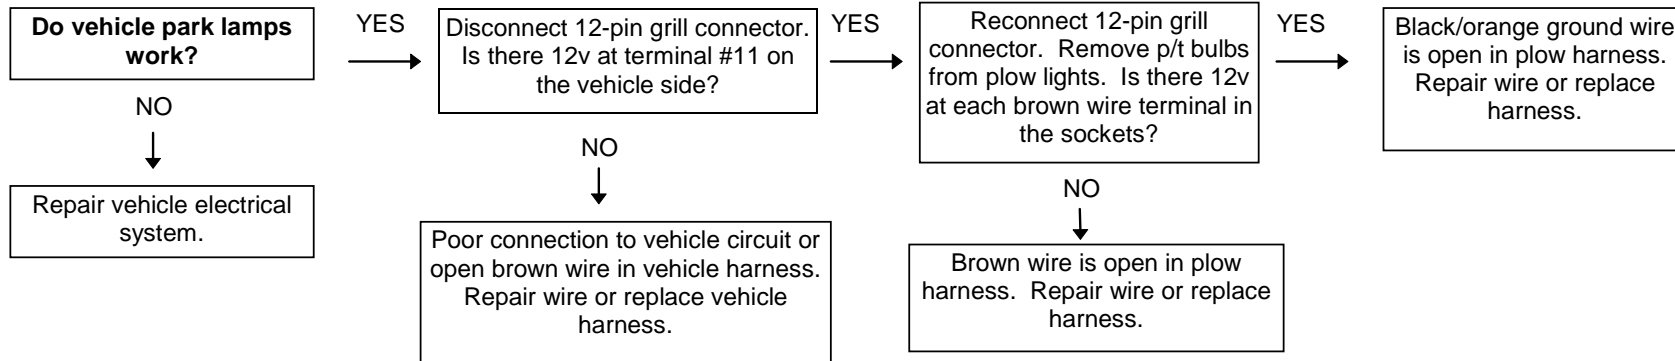 Do vehicle park lamps
work?
YES
Disconnect 12-pin grill connector.
Is there 12v at terminal #11 on
the vehicle side?
YES
Reconnect 12-pin grill
connector. Remove p/t bulbs
from plow lights. Is there 12v
at each brown wire terminal in
the sockets?
YES
Black/orange ground wire
is open in plow harness.
Repair wire or replace
harness.
NO
Repair vehicle electrical
system.
NO
Poor connection to vehicle circuit or
open brown wire in vehicle harness.
Repair wire or replace vehicle
harness.
NO
Brown wire is open in plow
harness. Repair wire or replace
harness.